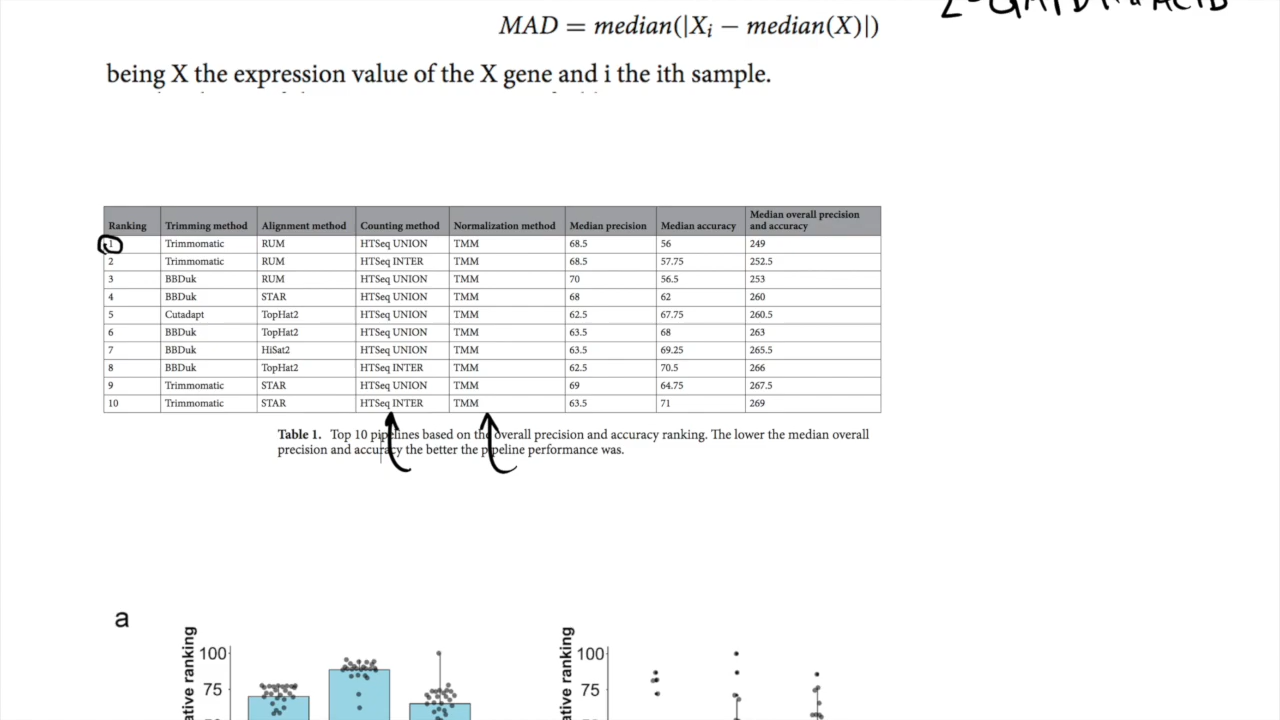 MAD = median(|Xi − median(X)|)
being X the expression value of the X gene and i the ith sample.
Ranking Trimming method Alignment method Counting method Normalization method Median precision Median accuracy Median overall precision and accuracy
1 Trimmomatic RUM HTSeq UNION TMM 68.5 56 249
2 Trimmomatic RUM HTSeq INTER TMM 68.5 57.75 252.5
3 BBDuk RUM HTSeq UNION TMM 70 56.5 253
4 BBDuk STAR HTSeq UNION TMM 68 62 260
5 Cutadapt TopHat2 HTSeq UNION TMM 62.5 67.75 260.5
6 BBDuk TopHat2 HTSeq UNION TMM 63.5 68 263
7 BBDuk HiSat2 HTSeq UNION TMM 63.5 69.25 265.5
8 BBDuk TopHat2 HTSeq INTER TMM 62.5 70.5 266
9 Trimmomatic STAR HTSeq UNION TMM 69 64.75 267.5
10 Trimmomatic STAR HTSeq INTER TMM 63.5 71 269
Table 1. Top 10 pipelines based on the overall precision and accuracy ranking. The lower the median overall
precision and accuracy the better the pipeline performance was.
a
ative ranking
100
75
ative ranking
100
75